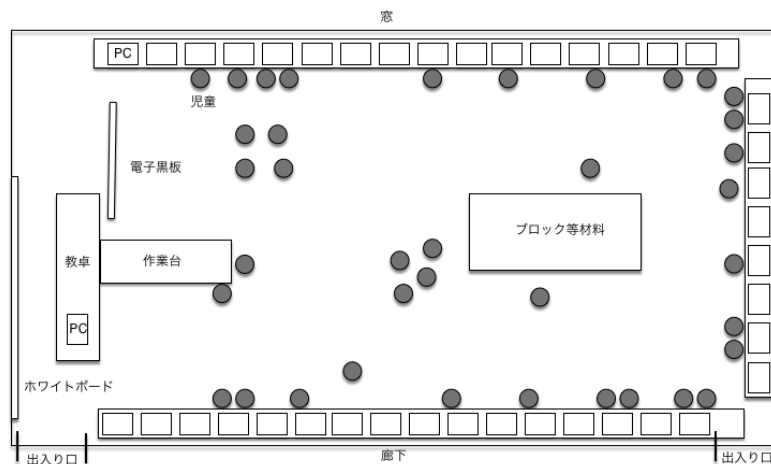 窓
PC
児童
電子黒板
ブロック等材料
教卓
作業台
PC
ホワイトボード
出入り口
廊下
出入り口